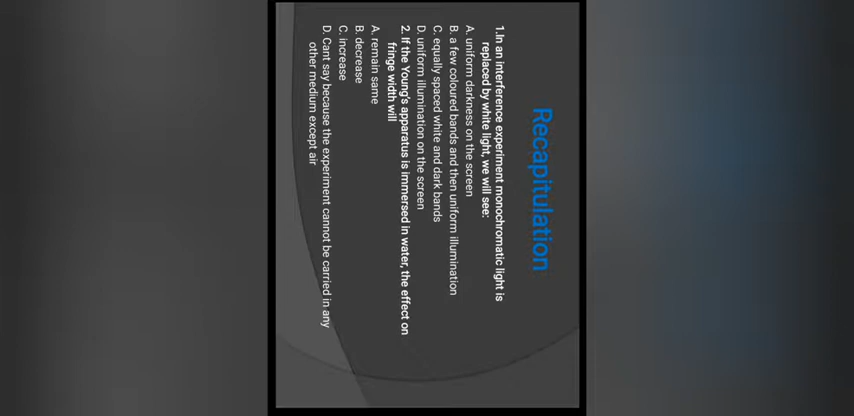 Recapitulation
1.In an interference experiment monochromatic light is
replaced by white light, we will see:
A. uniform darkness on the screen
B. a few coloured bands and then uniform illumination
C. equally spaced white and dark bands
D. uniform illumination on the screen
2. If the Young's apparatus is immersed in water, the effect on
fringe width will
A. remain same
B. decrease
C. increase
D. Cant say because the experiment cannot be carried in any
other medium except air